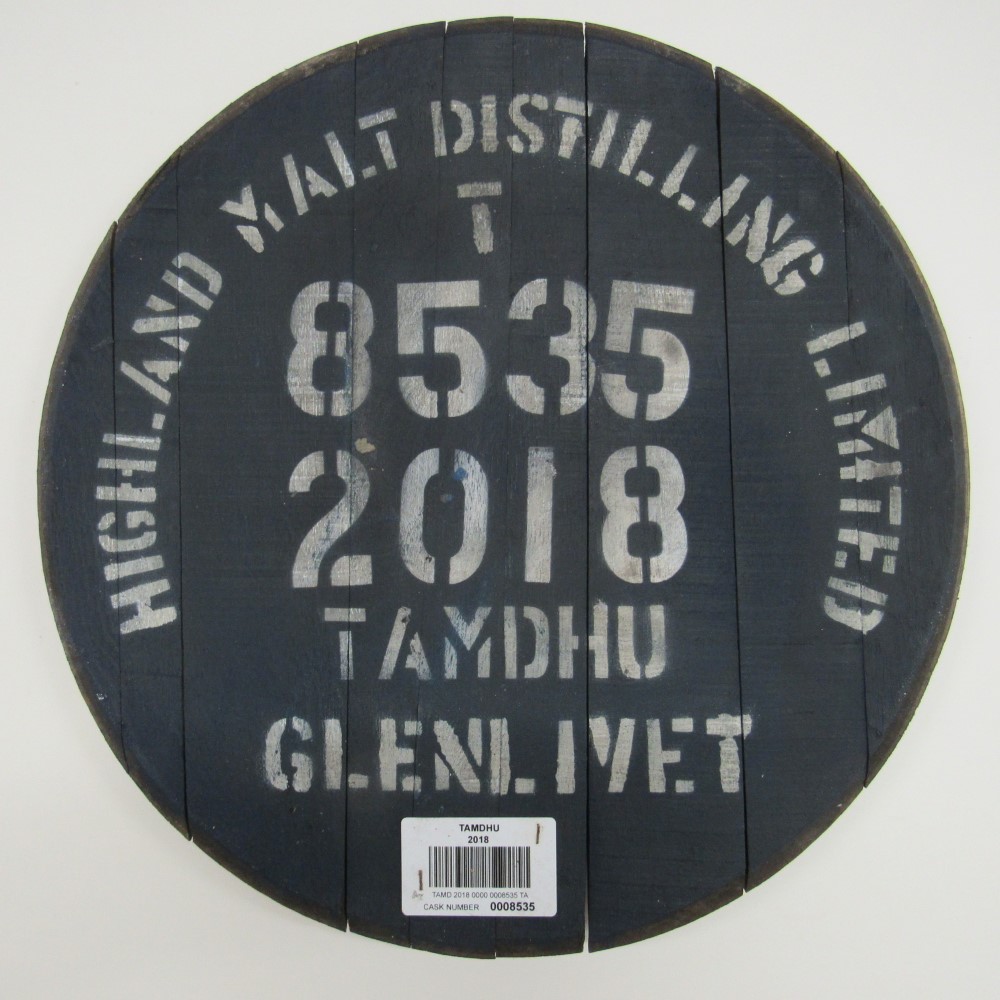 HIGHLAND MALT DISTILLING LIMITED
T
8535
2018
TAMDHU
GLENLIVET
TAMDHU
2018
TAMD 2018 0000 0008535 TA
CASK NUMBER 0008535